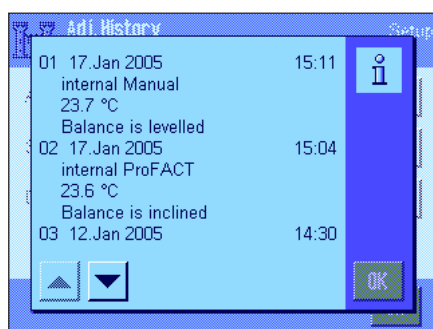 Adj. History
Setup
01 17.Jan 2005 15:11
internal Manual
23.7 °C
Balance is levelled
02 17.Jan 2005 15:04
internal ProFACT
23.6 °C
Balance is inclined
03 12.Jan 2005 14:30
OK